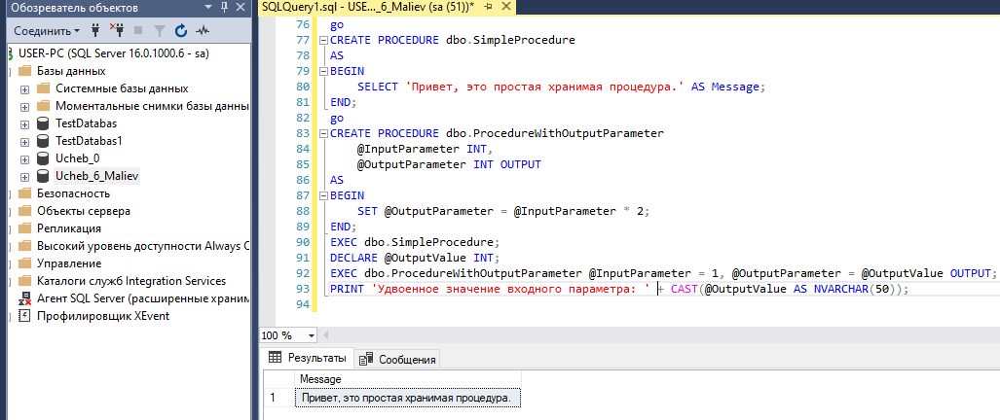 Обозреватель объектов
SQLQuery1.sql - USE..._6_Maliev (sa (51))*
Соединить
USER-PC (SQL Server 16.0.1000.6 - sa)
Базы данных
Системные базы данных
Моментальные снимки базы данны
TestDatabas
TestDatabas1
Ucheb_0
Ucheb_6_Maliev
Безопасность
Объекты сервера
Репликация
Высокий уровень доступности Always O
Управление
Каталоги служб Integration Services
Агент SQL Server (расширенные храним
Профилировщик XEvent
76 go
77 CREATE PROCEDURE dbo.SimpleProcedure
78 AS
79 BEGIN
80 SELECT 'Привет, это простая хранимая процедура.' AS Message;
81 END;
82 go
83 CREATE PROCEDURE dbo.ProcedureWithOutputParameter
84 @InputParameter INT,
85 @OutputParameter INT OUTPUT
86 AS
87 BEGIN
88 SET @OutputParameter = @InputParameter * 2;
89 END;
90 EXEC dbo.SimpleProcedure;
91 DECLARE @OutputValue INT;
92 EXEC dbo.ProcedureWithOutputParameter @InputParameter = 1, @OutputParameter = @OutputValue OUTPUT;
93 PRINT 'Удвоенное значение входного параметра: ' + CAST(@OutputValue AS NVARCHAR(50));
94
100 %
Результаты
Сообщения
Message
1 Привет, это простая хранимая процедура.